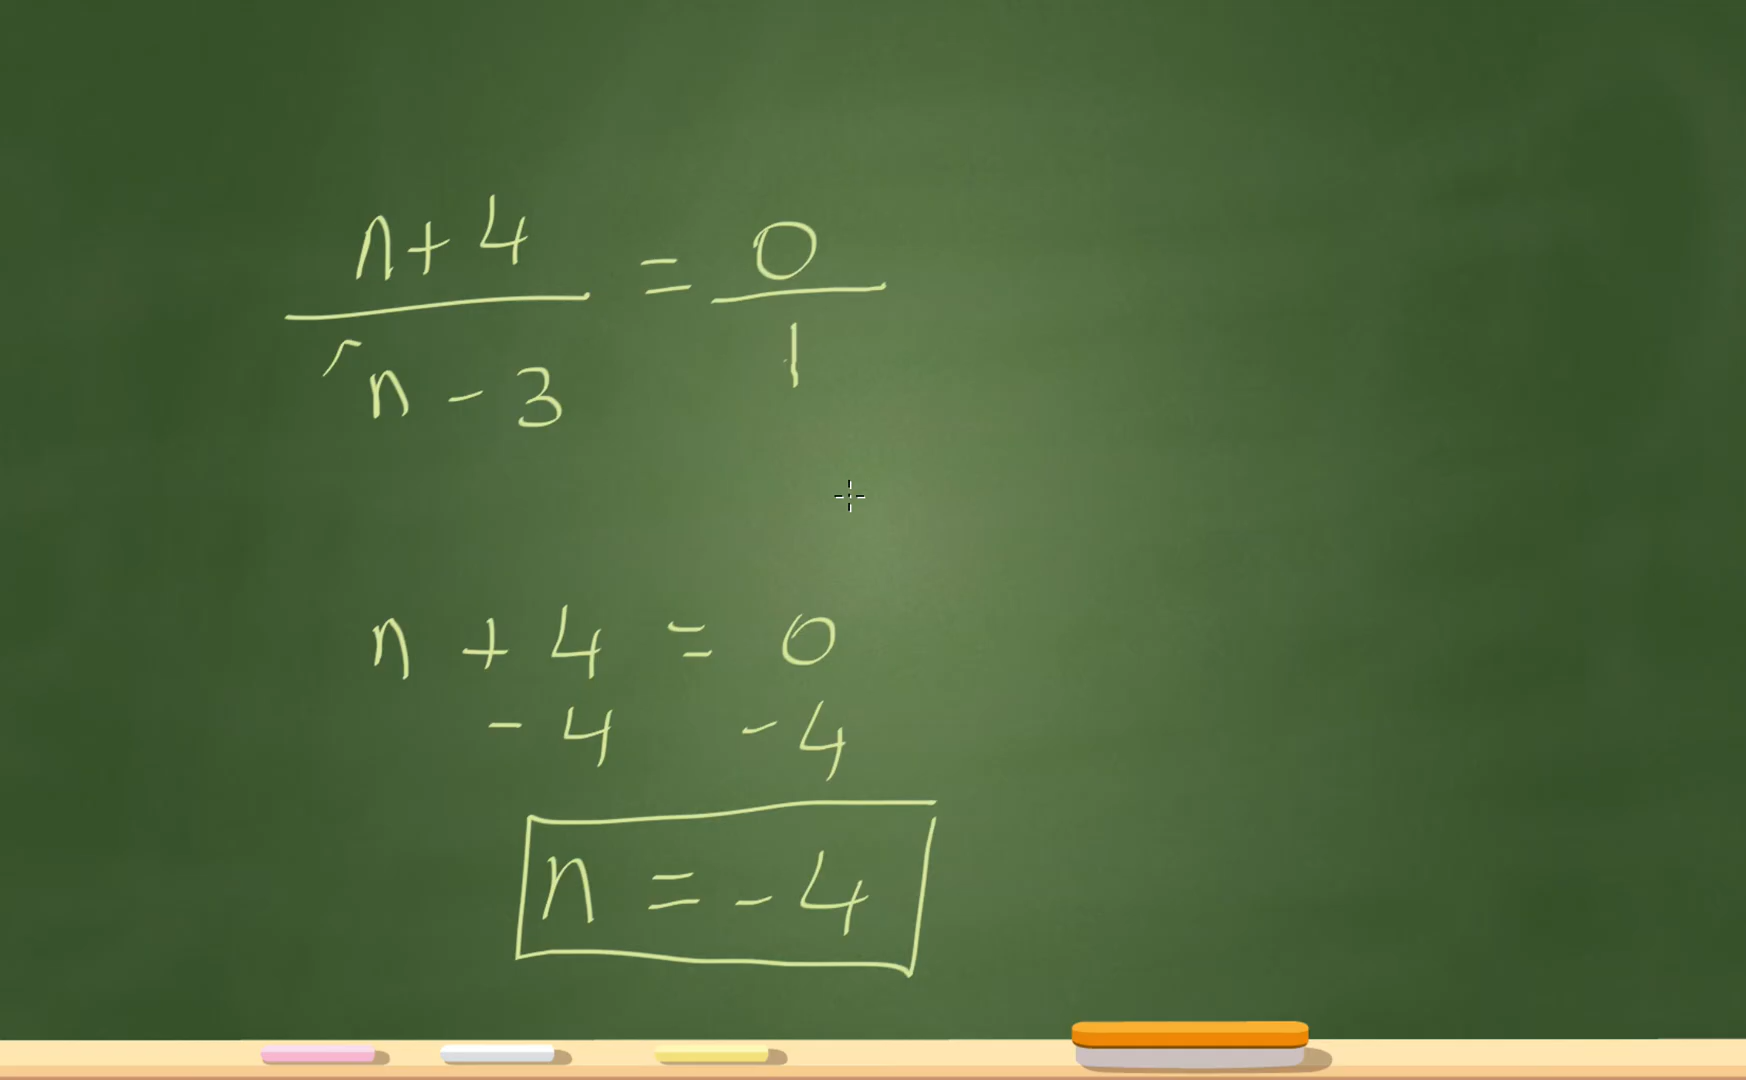 n + 4 = 0
n - 3 1
n + 4 = 0
- 4 - 4
n = - 4